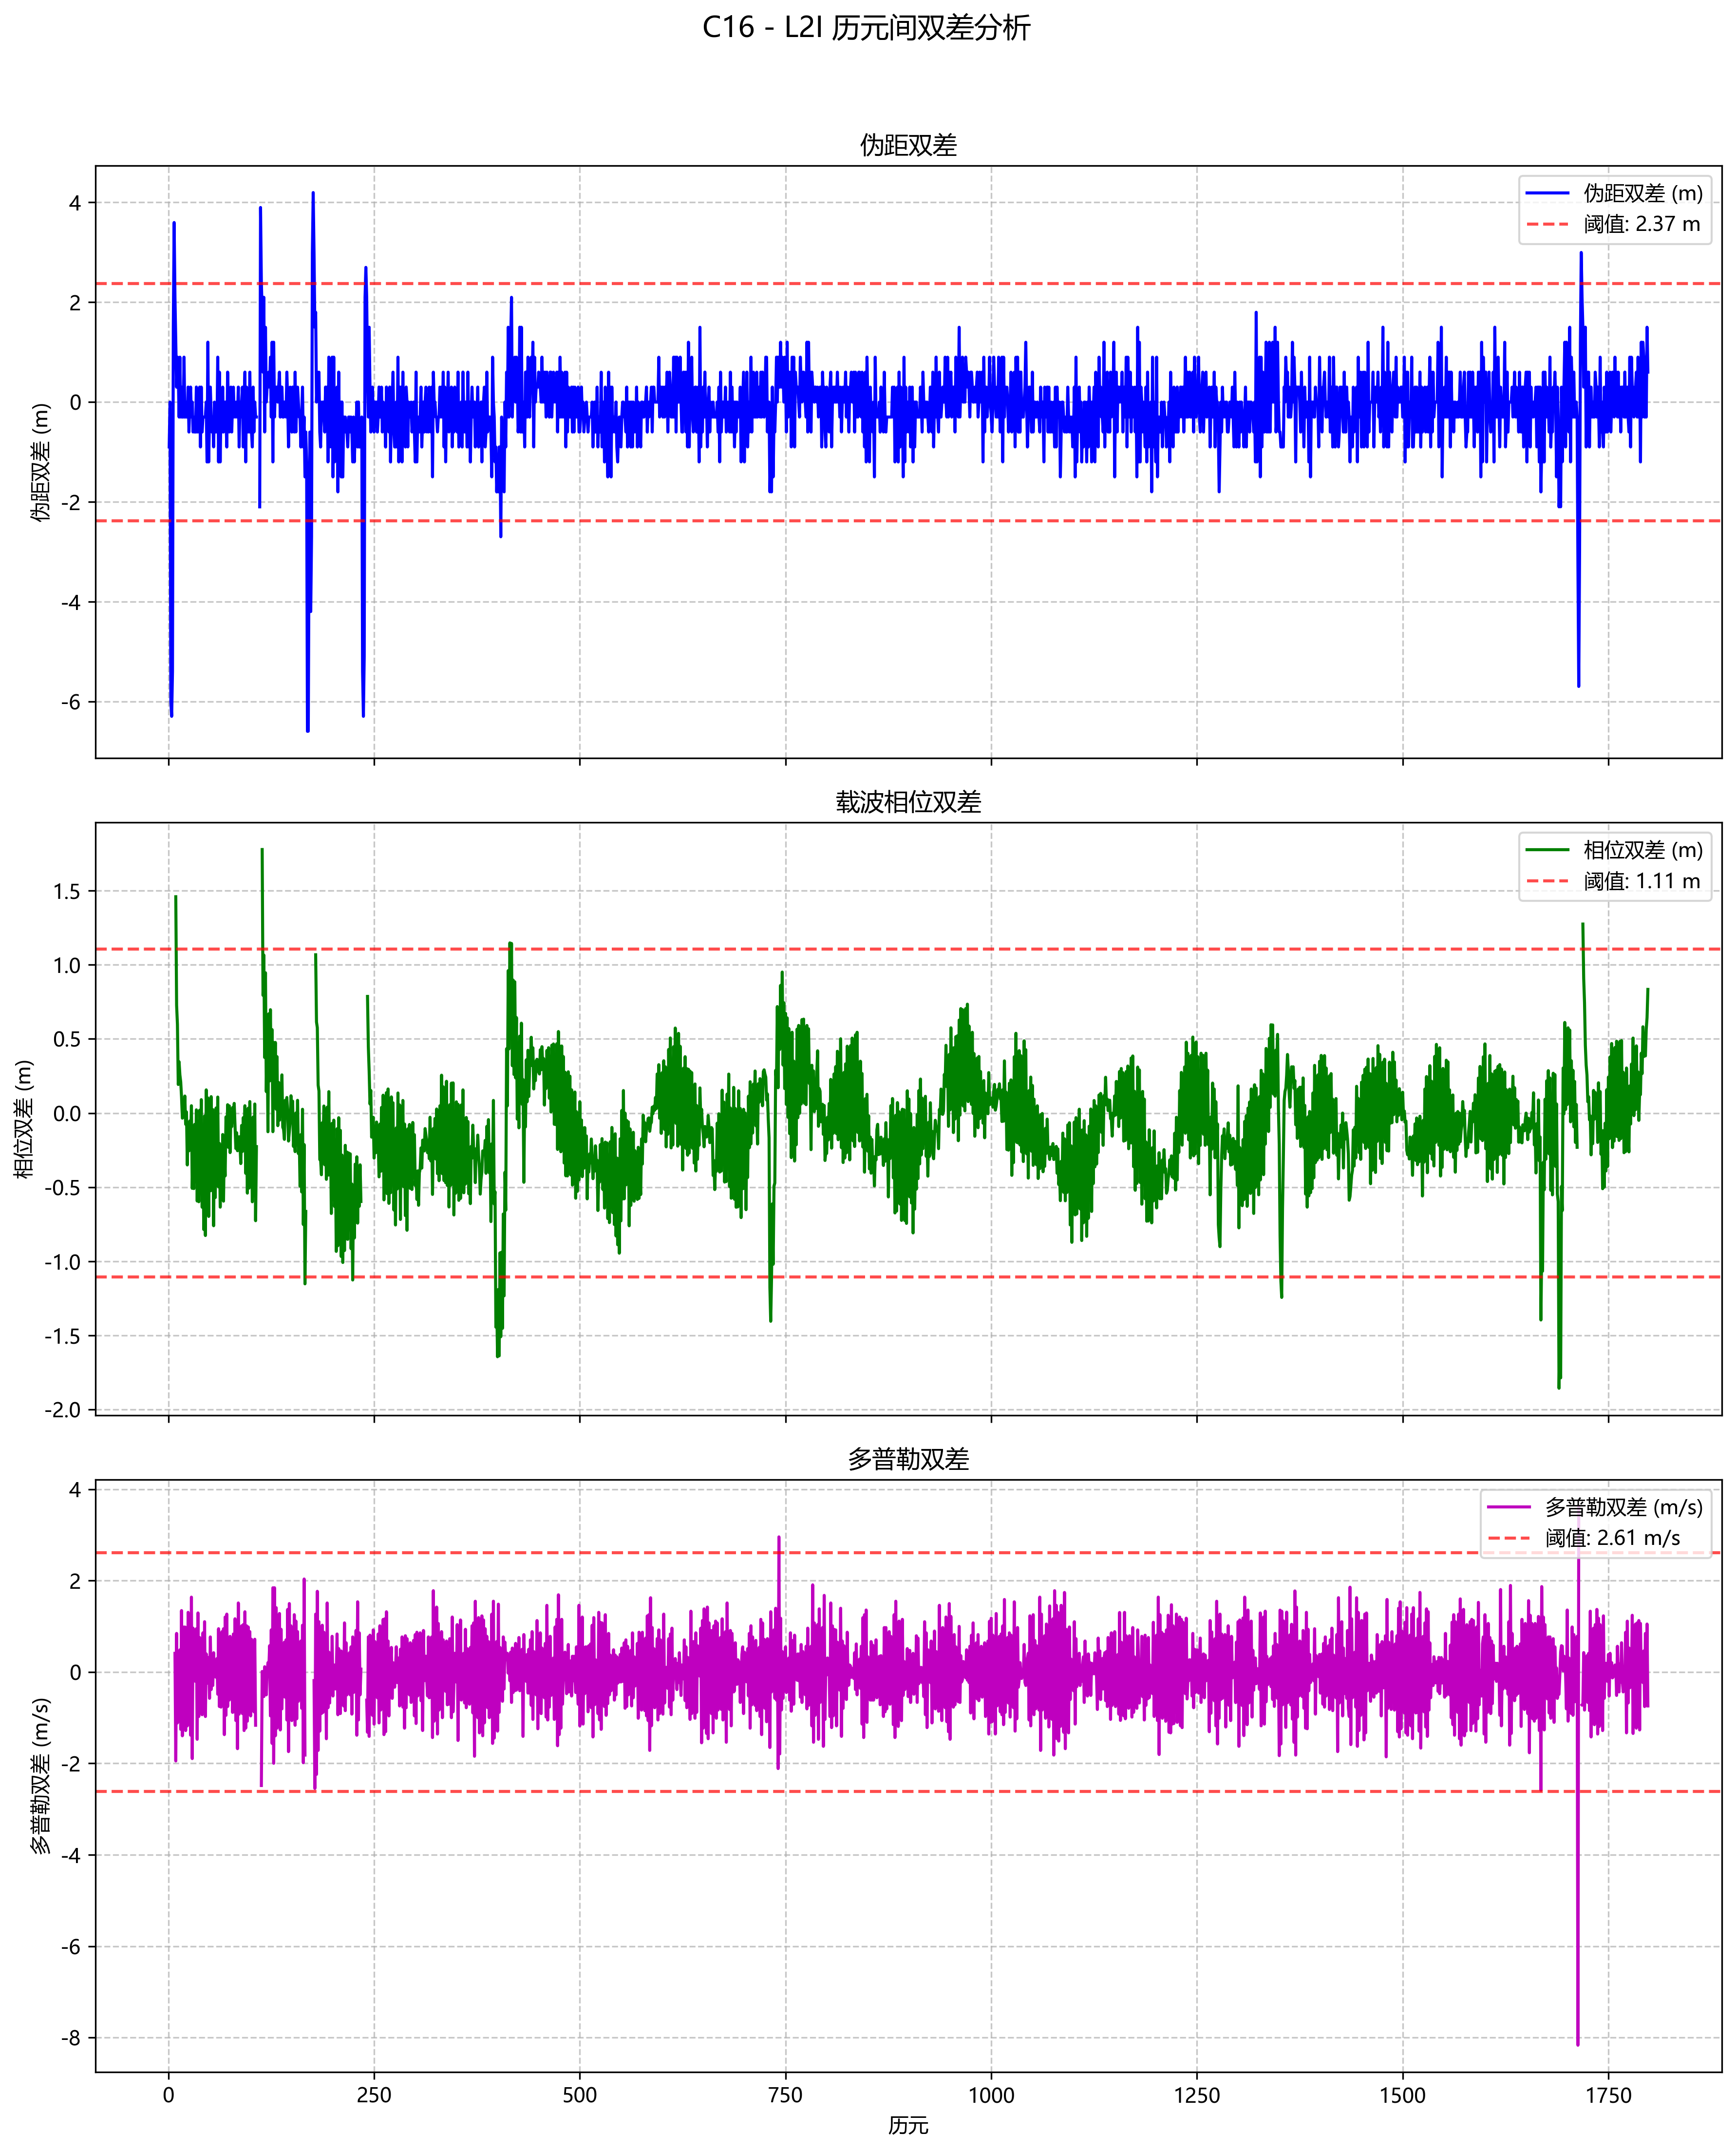 C16 - L2I 历元间双差分析
伪距双差
伪距双差 (m)
阈值: 2.37 m
4
2
0
-2
-4
-6
伪距双差 (m)
载波相位双差
相位双差 (m)
阈值: 1.11 m
1.5
1.0
0.5
0.0
-0.5
-1.0
-1.5
-2.0
相位双差 (m)
多普勒双差
多普勒双差 (m/s)
阈值: 2.61 m/s
4
2
0
-2
-4
-6
-8
多普勒双差 (m/s)
0 250 500 750 1000 1250 1500 1750
历元